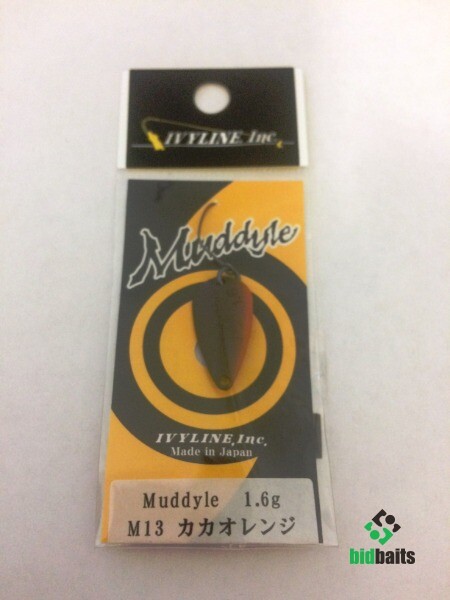 IVYLINE,Inc.
Muddyle
IVYLINE,Inc.
Made in Japan
Muddyle 1.6g
M13 カカオレンジ
bidbaits